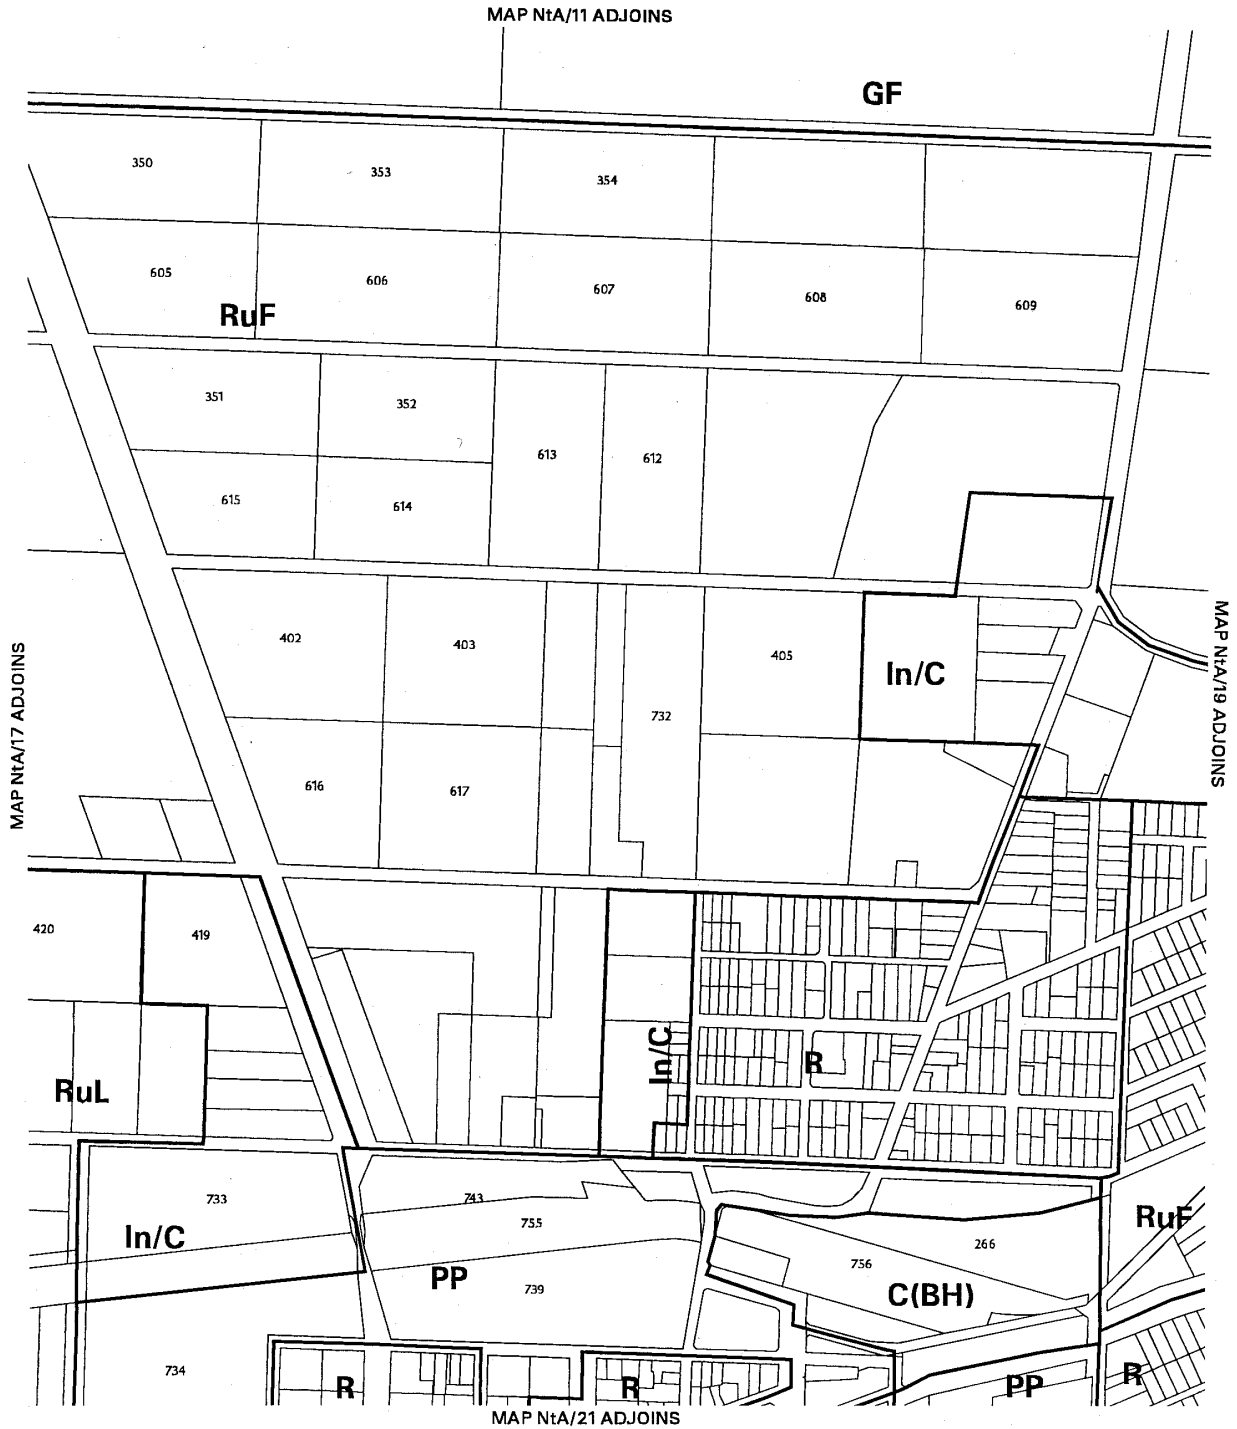 MAP NtA/11 ADJOINS
GF
350
353
354
605
606
607
608
609
RuF
351
352
613
612
615
614
402
403
405
In/C
732
616
617
MAP NtA/17 ADJOINS
MAP NtA/19 ADJOINS
420
419
In/C
R
RuL
733
743
755
RuF
In/C
266
756
PP
739
C(BH)
734
R
R
PP
R
MAP NtA/21 ADJOINS